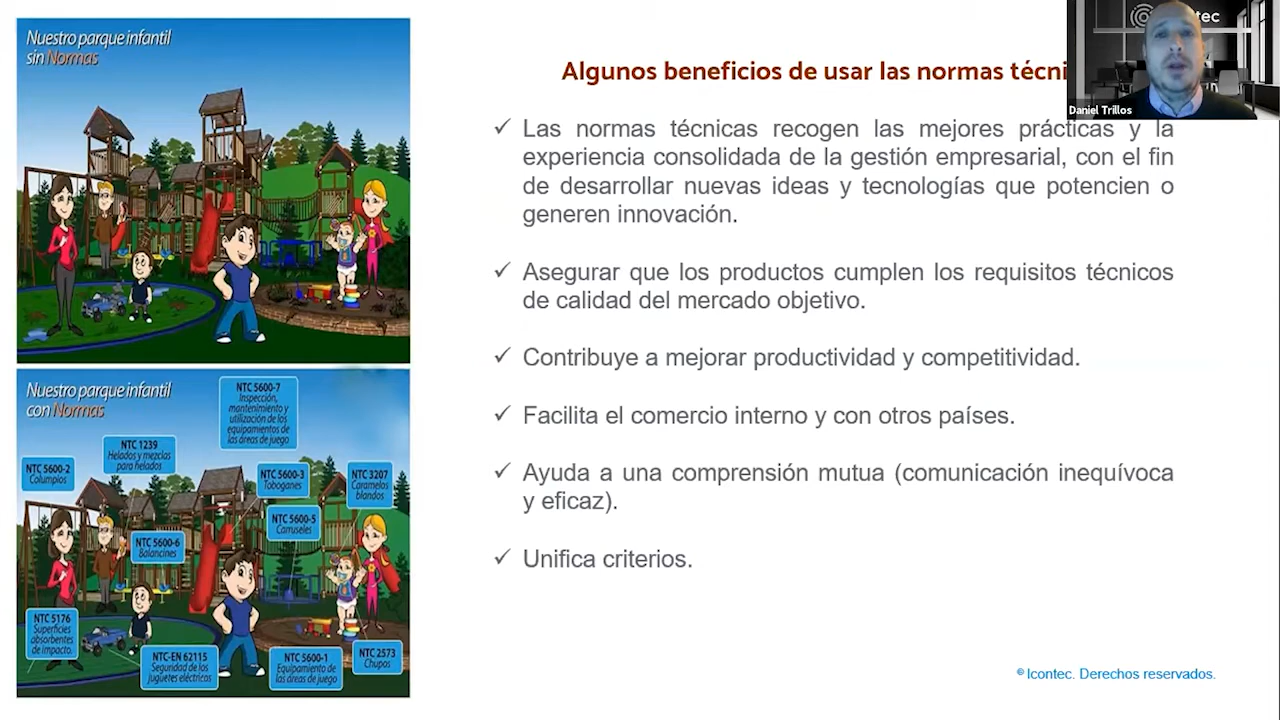 Nuestro parque infantil
sin Normas
Nuestro parque infantil
con Normas
NTC 5600-7
Inspección,
mantenimiento y
utilización de los
equipamientos de
las áreas de juego
NTC 1239
Helados y mezclas
para helados
NTC 5600-2
Columpios
NTC 5600-3
Toboganes
NTC 3207
Caramelos
blandos
NTC 5600-5
Carruseles
NTC 5600-6
Balancines
NTC 5176
Superficies
absorbentes
de impacto.
NTC-EN 62115
Seguridad de los
juguetes eléctricos
NTC 5600-1
Equipamiento de
las áreas de juego
NTC 2573
Chupos
Algunos beneficios de usar las normas técni
tec
Daniel Trillos
✓ Las normas técnicas recogen las mejores prácticas y la
experiencia consolidada de la gestión empresarial, con el fin
de desarrollar nuevas ideas y tecnologías que potencien o
generen innovación.
✓ Asegurar que los productos cumplen los requisitos técnicos
de calidad del mercado objetivo.
✓ Contribuye a mejorar productividad y competitividad.
✓ Facilita el comercio interno y con otros países.
✓ Ayuda a una comprensión mutua (comunicación inequívoca
y eficaz).
✓ Unifica criterios.
© Icontec. Derechos reservados.